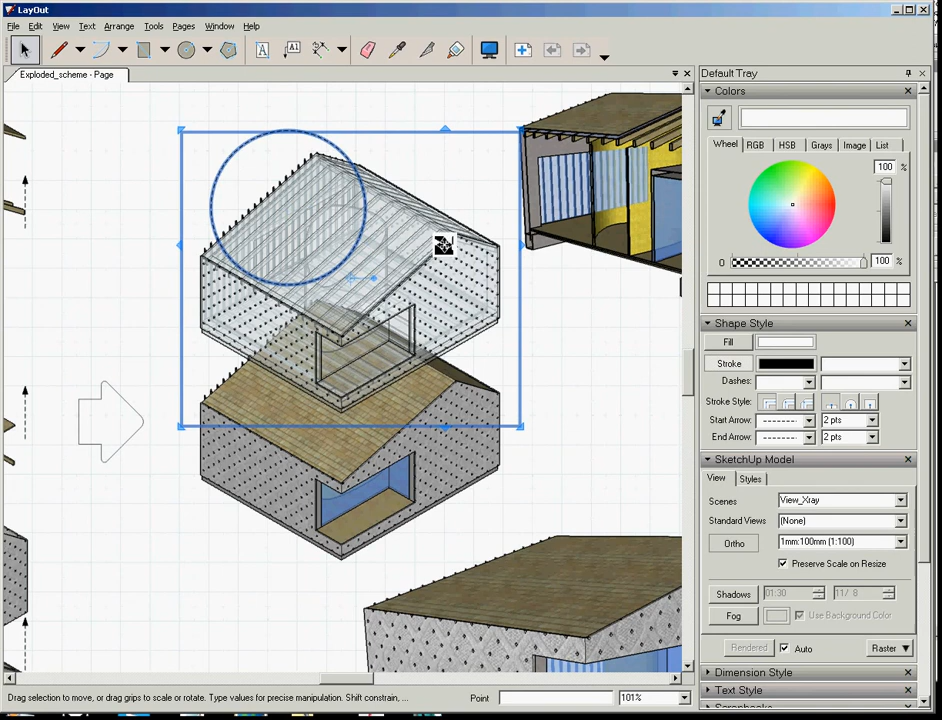 LayOut
File Edit View Text Arrange Tools Pages Window Help
Exploded_scheme - Page
Default Tray
Colors
Wheel RGB HSB Grays Image List
100 %
0 100 %
Shape Style
Fill
Stroke
Dashes:
Stroke Style:
Start Arrow: 2 pts
End Arrow: 2 pts
SketchUp Model
View Styles
Scenes View_Xray
Standard Views (None)
Ortho 1mm:100mm (1:100)
Preserve Scale on Resize
Shadows 01:30 11/ 8
Fog Use Background Color
Rendered Auto Raster
Dimension Style
Text Style
Scrapbooks
Drag selection to move, or drag grips to scale or rotate. Type values for precise manipulation. Shift constrain, ... Point 101%